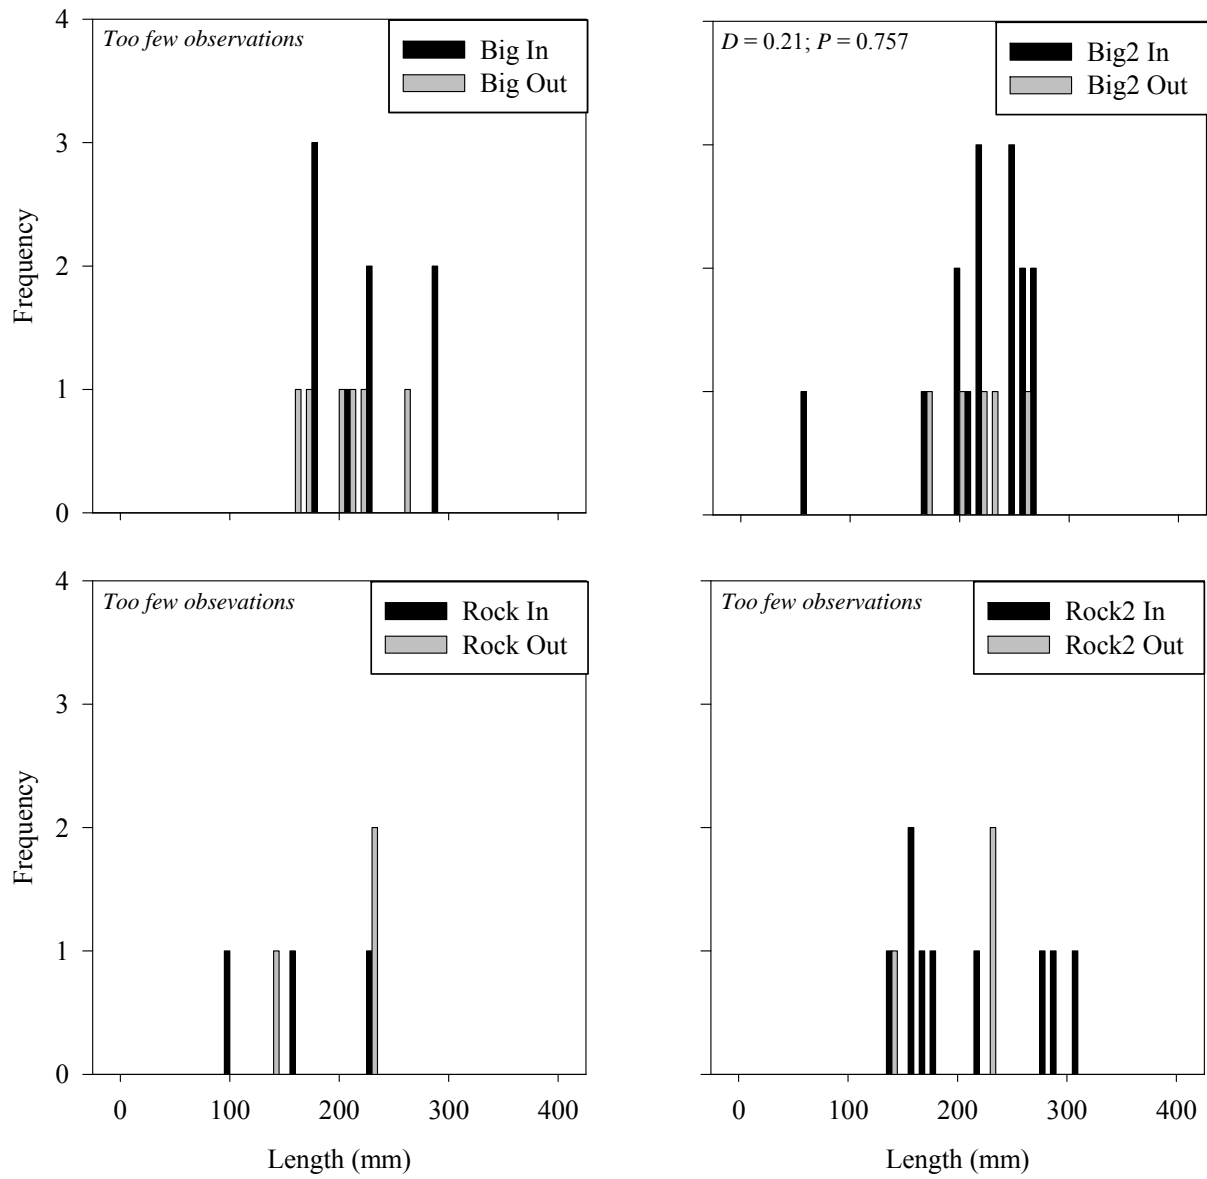 4
Too few observations
Big In
Big Out
3
2
1
0
Frequency
D = 0.21; P = 0.757
Big2 In
Big2 Out
4
Too few obsevations
Rock In
Rock Out
3
2
1
0
Frequency
0 100 200 300 400
Length (mm)
Too few observations
Rock2 In
Rock2 Out
0 100 200 300 400
Length (mm)